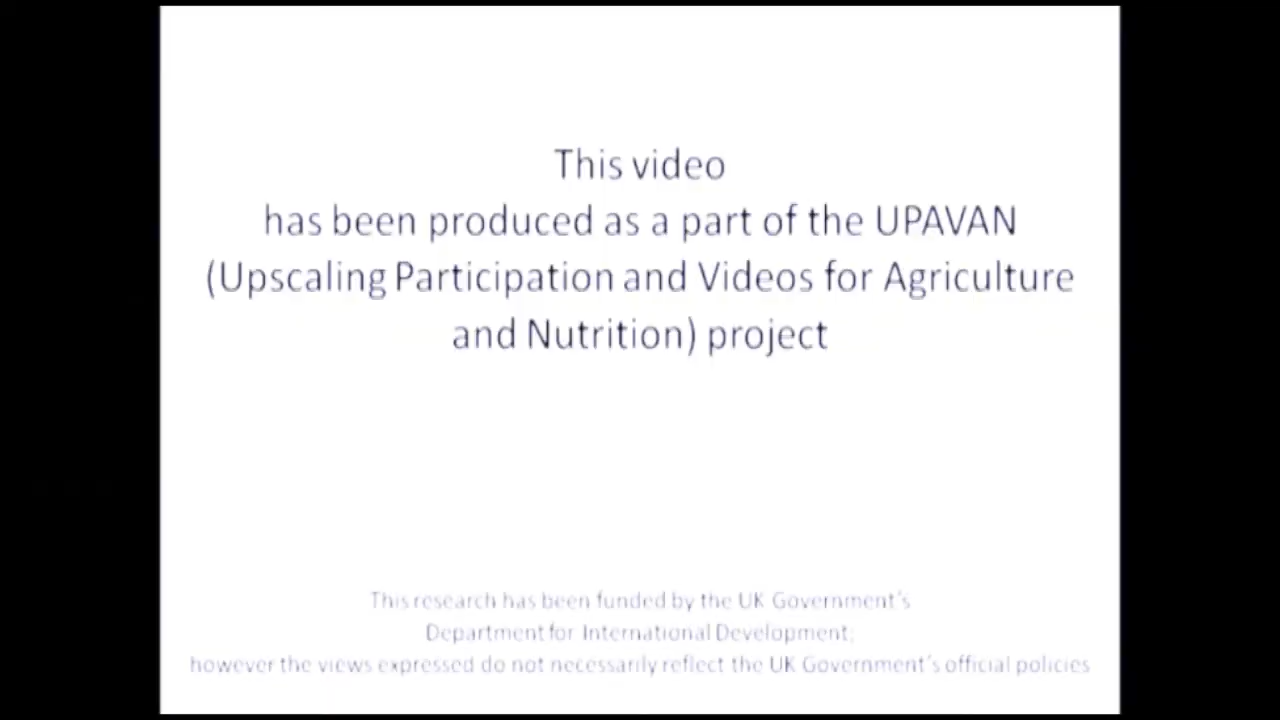 This video
has been produced as a part of the UPAVAN
(Upscaling Participation and Videos for Agriculture
and Nutrition) project
This research has been funded by the UK Government's
Department for International Development;
however the views expressed do not necessarily reflect the UK Government's official policies